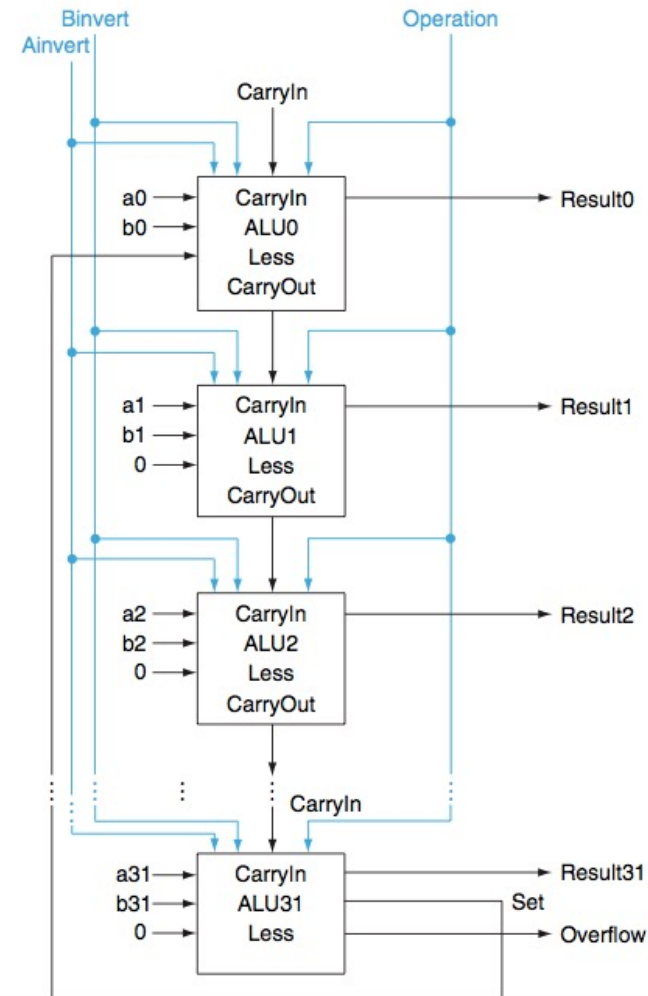 Binvert
Ainvert
Operation
CarryIn
a0
b0
CarryIn
ALU0
Less
CarryOut
Result0
a1
b1
0
CarryIn
ALU1
Less
CarryOut
Result1
a2
b2
0
CarryIn
ALU2
Less
CarryOut
Result2
CarryIn
a31
b31
0
CarryIn
ALU31
Less
Result31
Set
Overflow